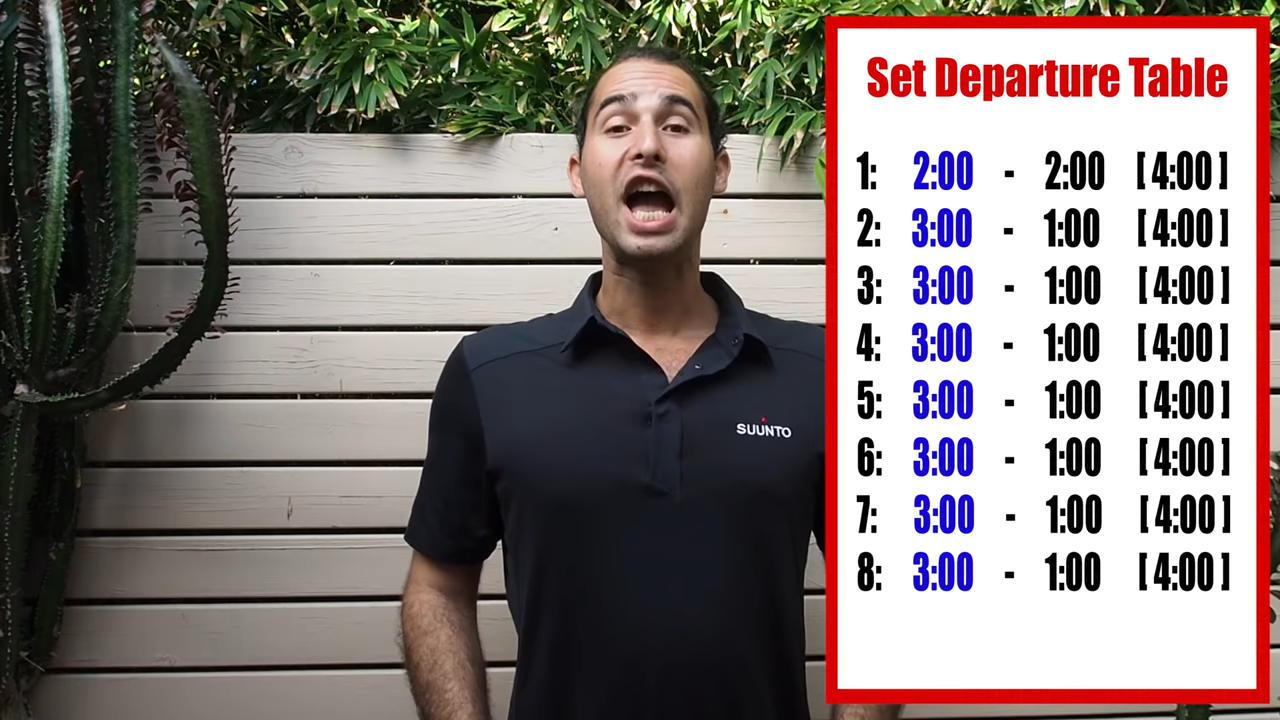 Set Departure Table
1: 2:00 - 2:00 [ 4:00 ]
2: 3:00 - 1:00 [ 4:00 ]
3: 3:00 - 1:00 [ 4:00 ]
4: 3:00 - 1:00 [ 4:00 ]
5: 3:00 - 1:00 [ 4:00 ]
6: 3:00 - 1:00 [ 4:00 ]
7: 3:00 - 1:00 [ 4:00 ]
8: 3:00 - 1:00 [ 4:00 ]
SUUNTO